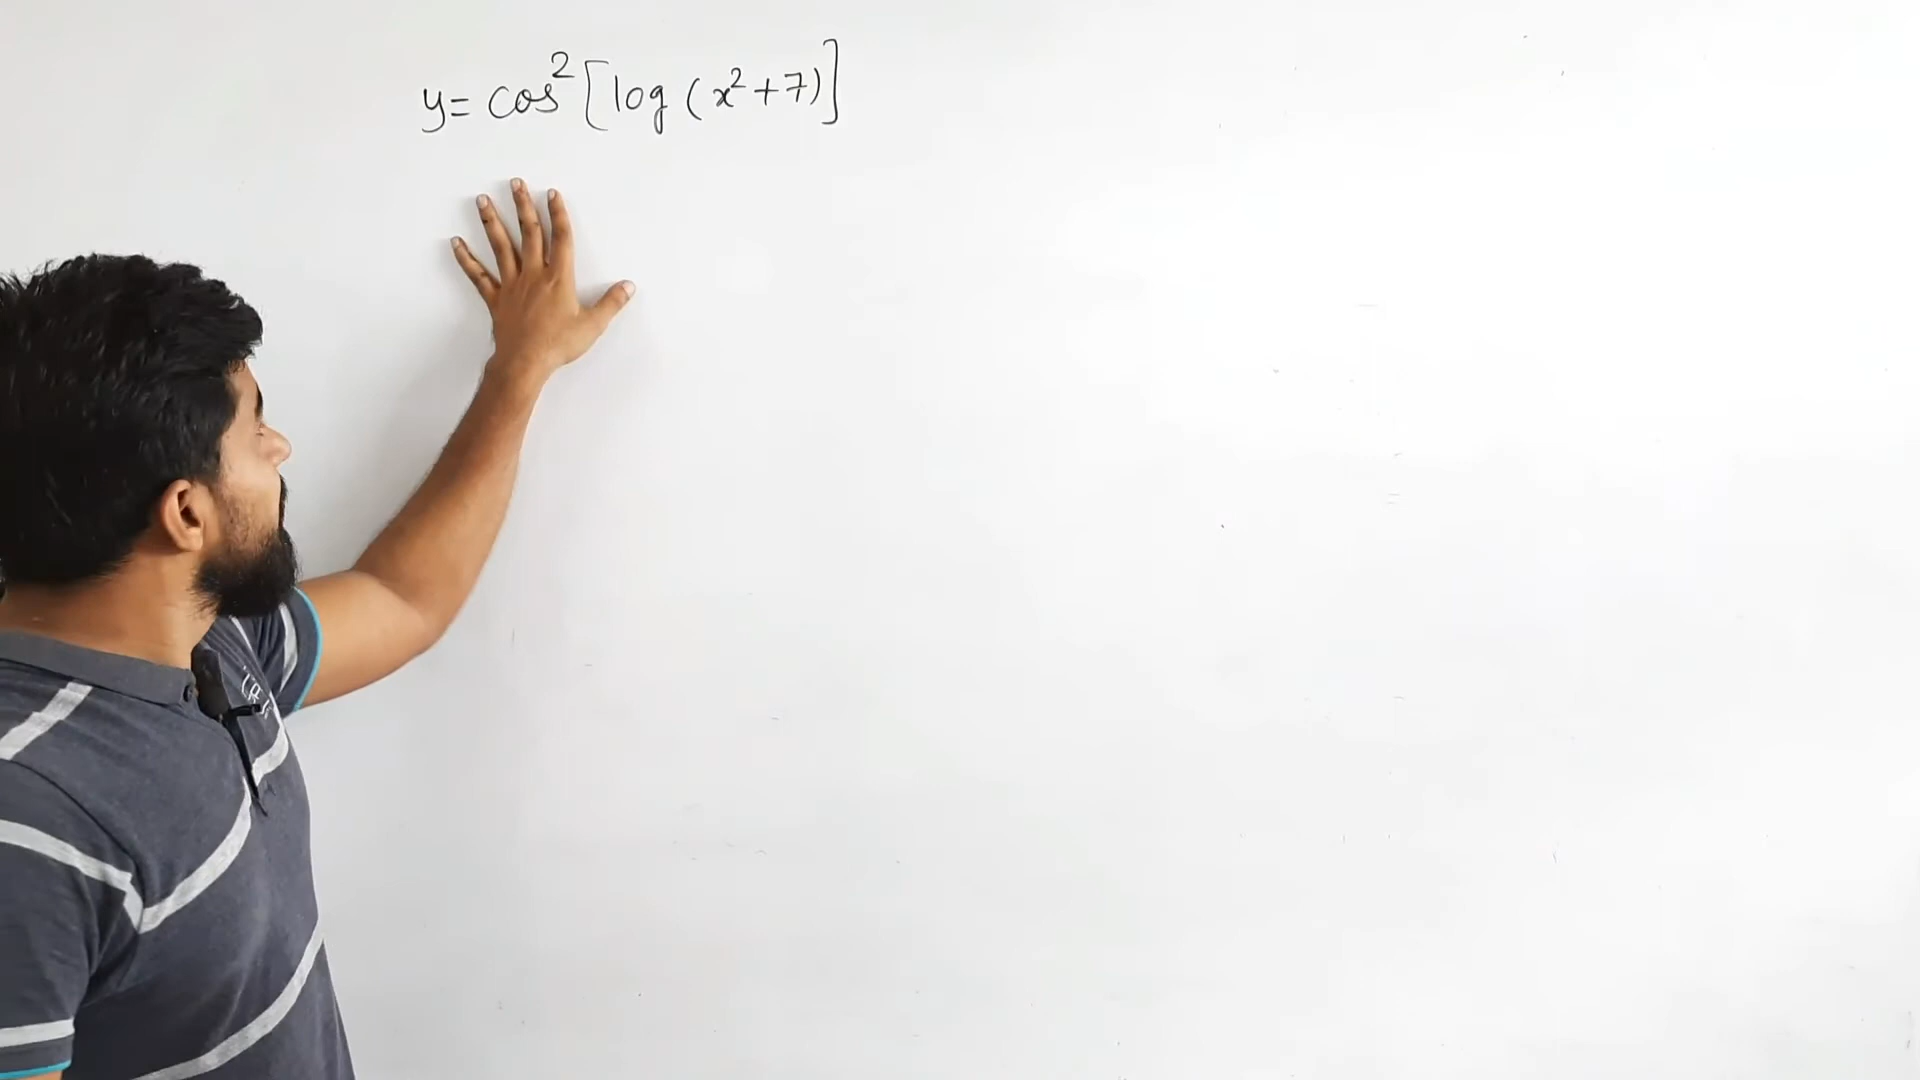 y = cos² [log (x² + 7)]